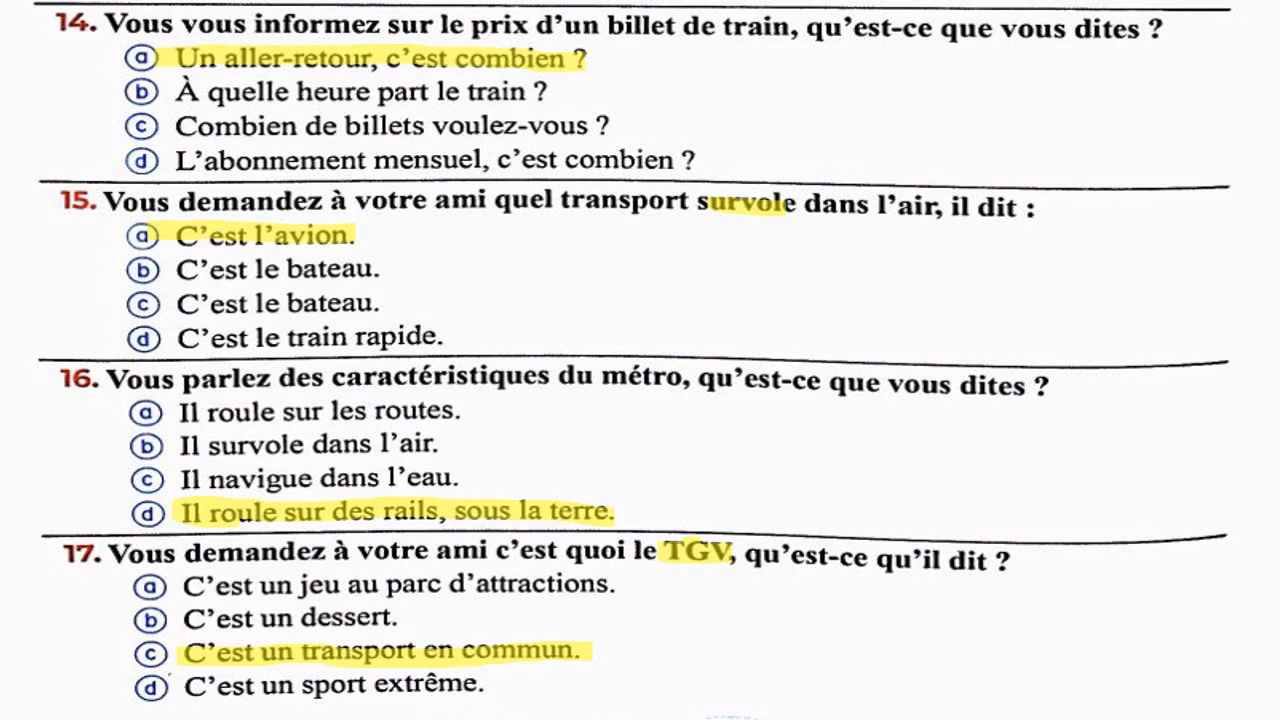 14. Vous vous informez sur le prix d’un billet de train, qu’est-ce que vous dites ?
a Un aller-retour, c’est combien ?
b À quelle heure part le train ?
c Combien de billets voulez-vous ?
d L’abonnement mensuel, c’est combien ?
15. Vous demandez à votre ami quel transport survole dans l’air, il dit :
a C’est l’avion.
b C’est le bateau.
c C’est le bateau.
d C’est le train rapide.
16. Vous parlez des caractéristiques du métro, qu’est-ce que vous dites ?
a Il roule sur les routes.
b Il survole dans l’air.
c Il navigue dans l’eau.
d Il roule sur des rails, sous la terre.
17. Vous demandez à votre ami c’est quoi le TGV, qu’est-ce qu’il dit ?
a C’est un jeu au parc d’attractions.
b C’est un dessert.
c C’est un transport en commun.
d C’est un sport extrême.